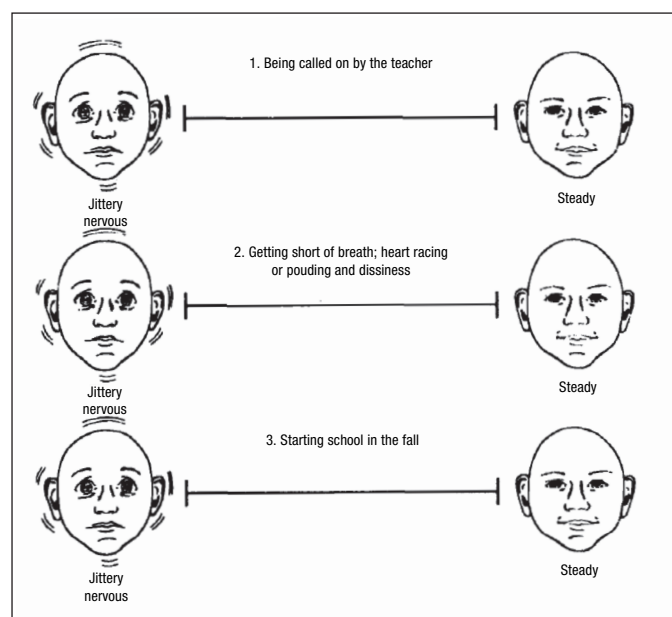 1. Being called on by the teacher
Jittery
nervous
Steady
2. Getting short of breath; heart racing
or pouding and dissiness
Jittery
nervous
Steady
3. Starting school in the fall
Jittery
nervous
Steady